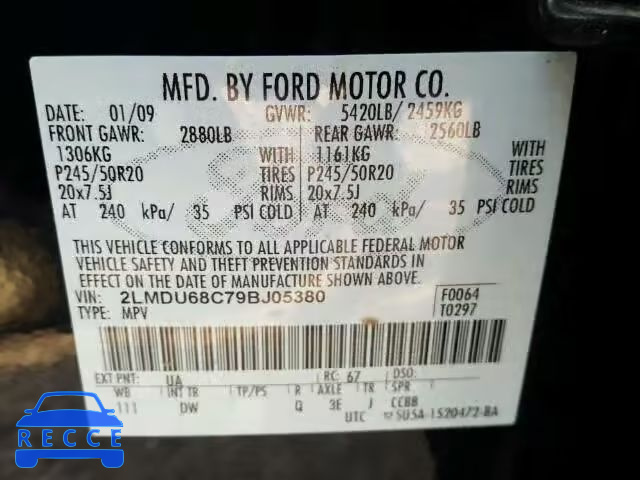 MFD. BY FORD MOTOR CO.
DATE: 01/09 GVWR: 5420LB/ 2459KG
FRONT GAWR: 2880LB REAR GAWR: 2560LB
1306KG WITH 1161KG WITH
P245/50R20 TIRES P245/50R20 TIRES
20x7.5J RIMS 20x7.5J RIMS
AT 240 kPa/ 35 PSI COLD AT 240 kPa/ 35 PSI COLD
THIS VEHICLE CONFORMS TO ALL APPLICABLE FEDERAL MOTOR
VEHICLE SAFETY AND THEFT PREVENTION STANDARDS IN
EFFECT ON THE DATE OF MANUFACTURE SHOWN ABOVE.
VIN: 2LMDU68C79BJ05380 F0064
TYPE: MPV T0297
EXT PNT: UA RC: 67 DSO:
WB INT TR TP/PS R AXLE TR SPR
111 DW Q 3E J CCBB
UTC 5U5A-1520472-BA
RECCE